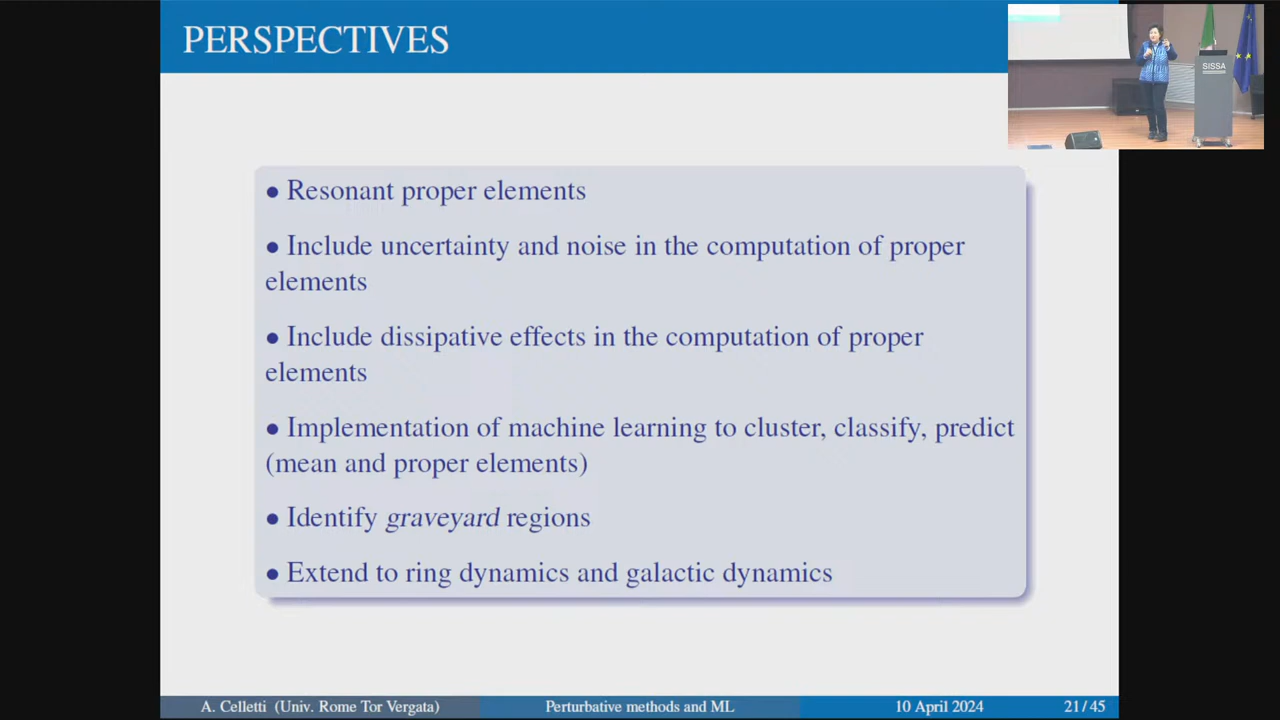 PERSPECTIVES
SISSA
• Resonant proper elements
• Include uncertainty and noise in the computation of proper
elements
• Include dissipative effects in the computation of proper
elements
• Implementation of machine learning to cluster, classify, predict
(mean and proper elements)
• Identify graveyard regions
• Extend to ring dynamics and galactic dynamics
A. Celletti (Univ. Rome Tor Vergata) Perturbative methods and ML 10 April 2024 21 / 45